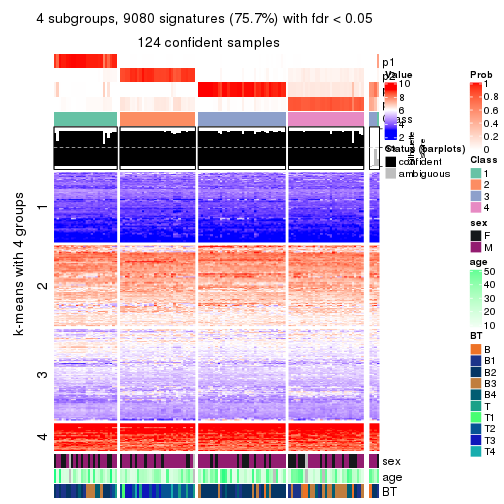 4 subgroups, 9080 signatures (75.7%) with fdr < 0.05
124 confident samples
k-means with 4 groups
1
2
3
4
p1
p2
Class
sex
age
BT
Value
10
8
6
4
2
Status (barplots)
confident
ambiguous
Prob
1
0.8
0.6
0.4
0.2
0
Class
1
2
3
4
sex
F
M
age
50
40
30
20
10
BT
B
B1
B2
B3
B4
T
T1
T2
T3
T4